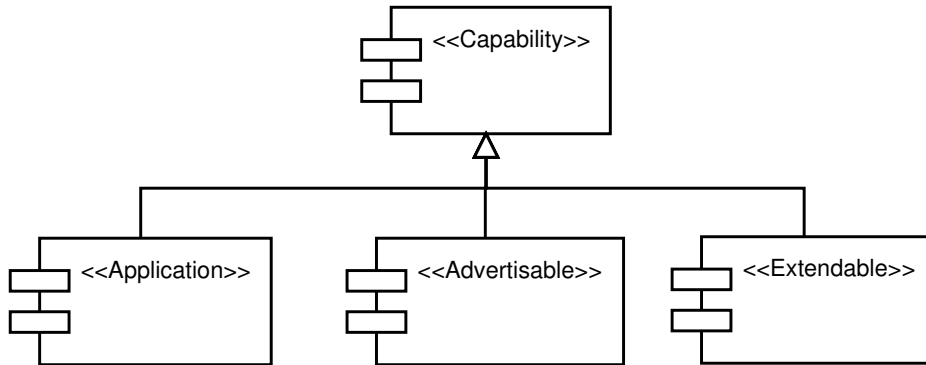 <<Capability>>
<<Application>>
<<Advertisable>>
<<Extendable>>